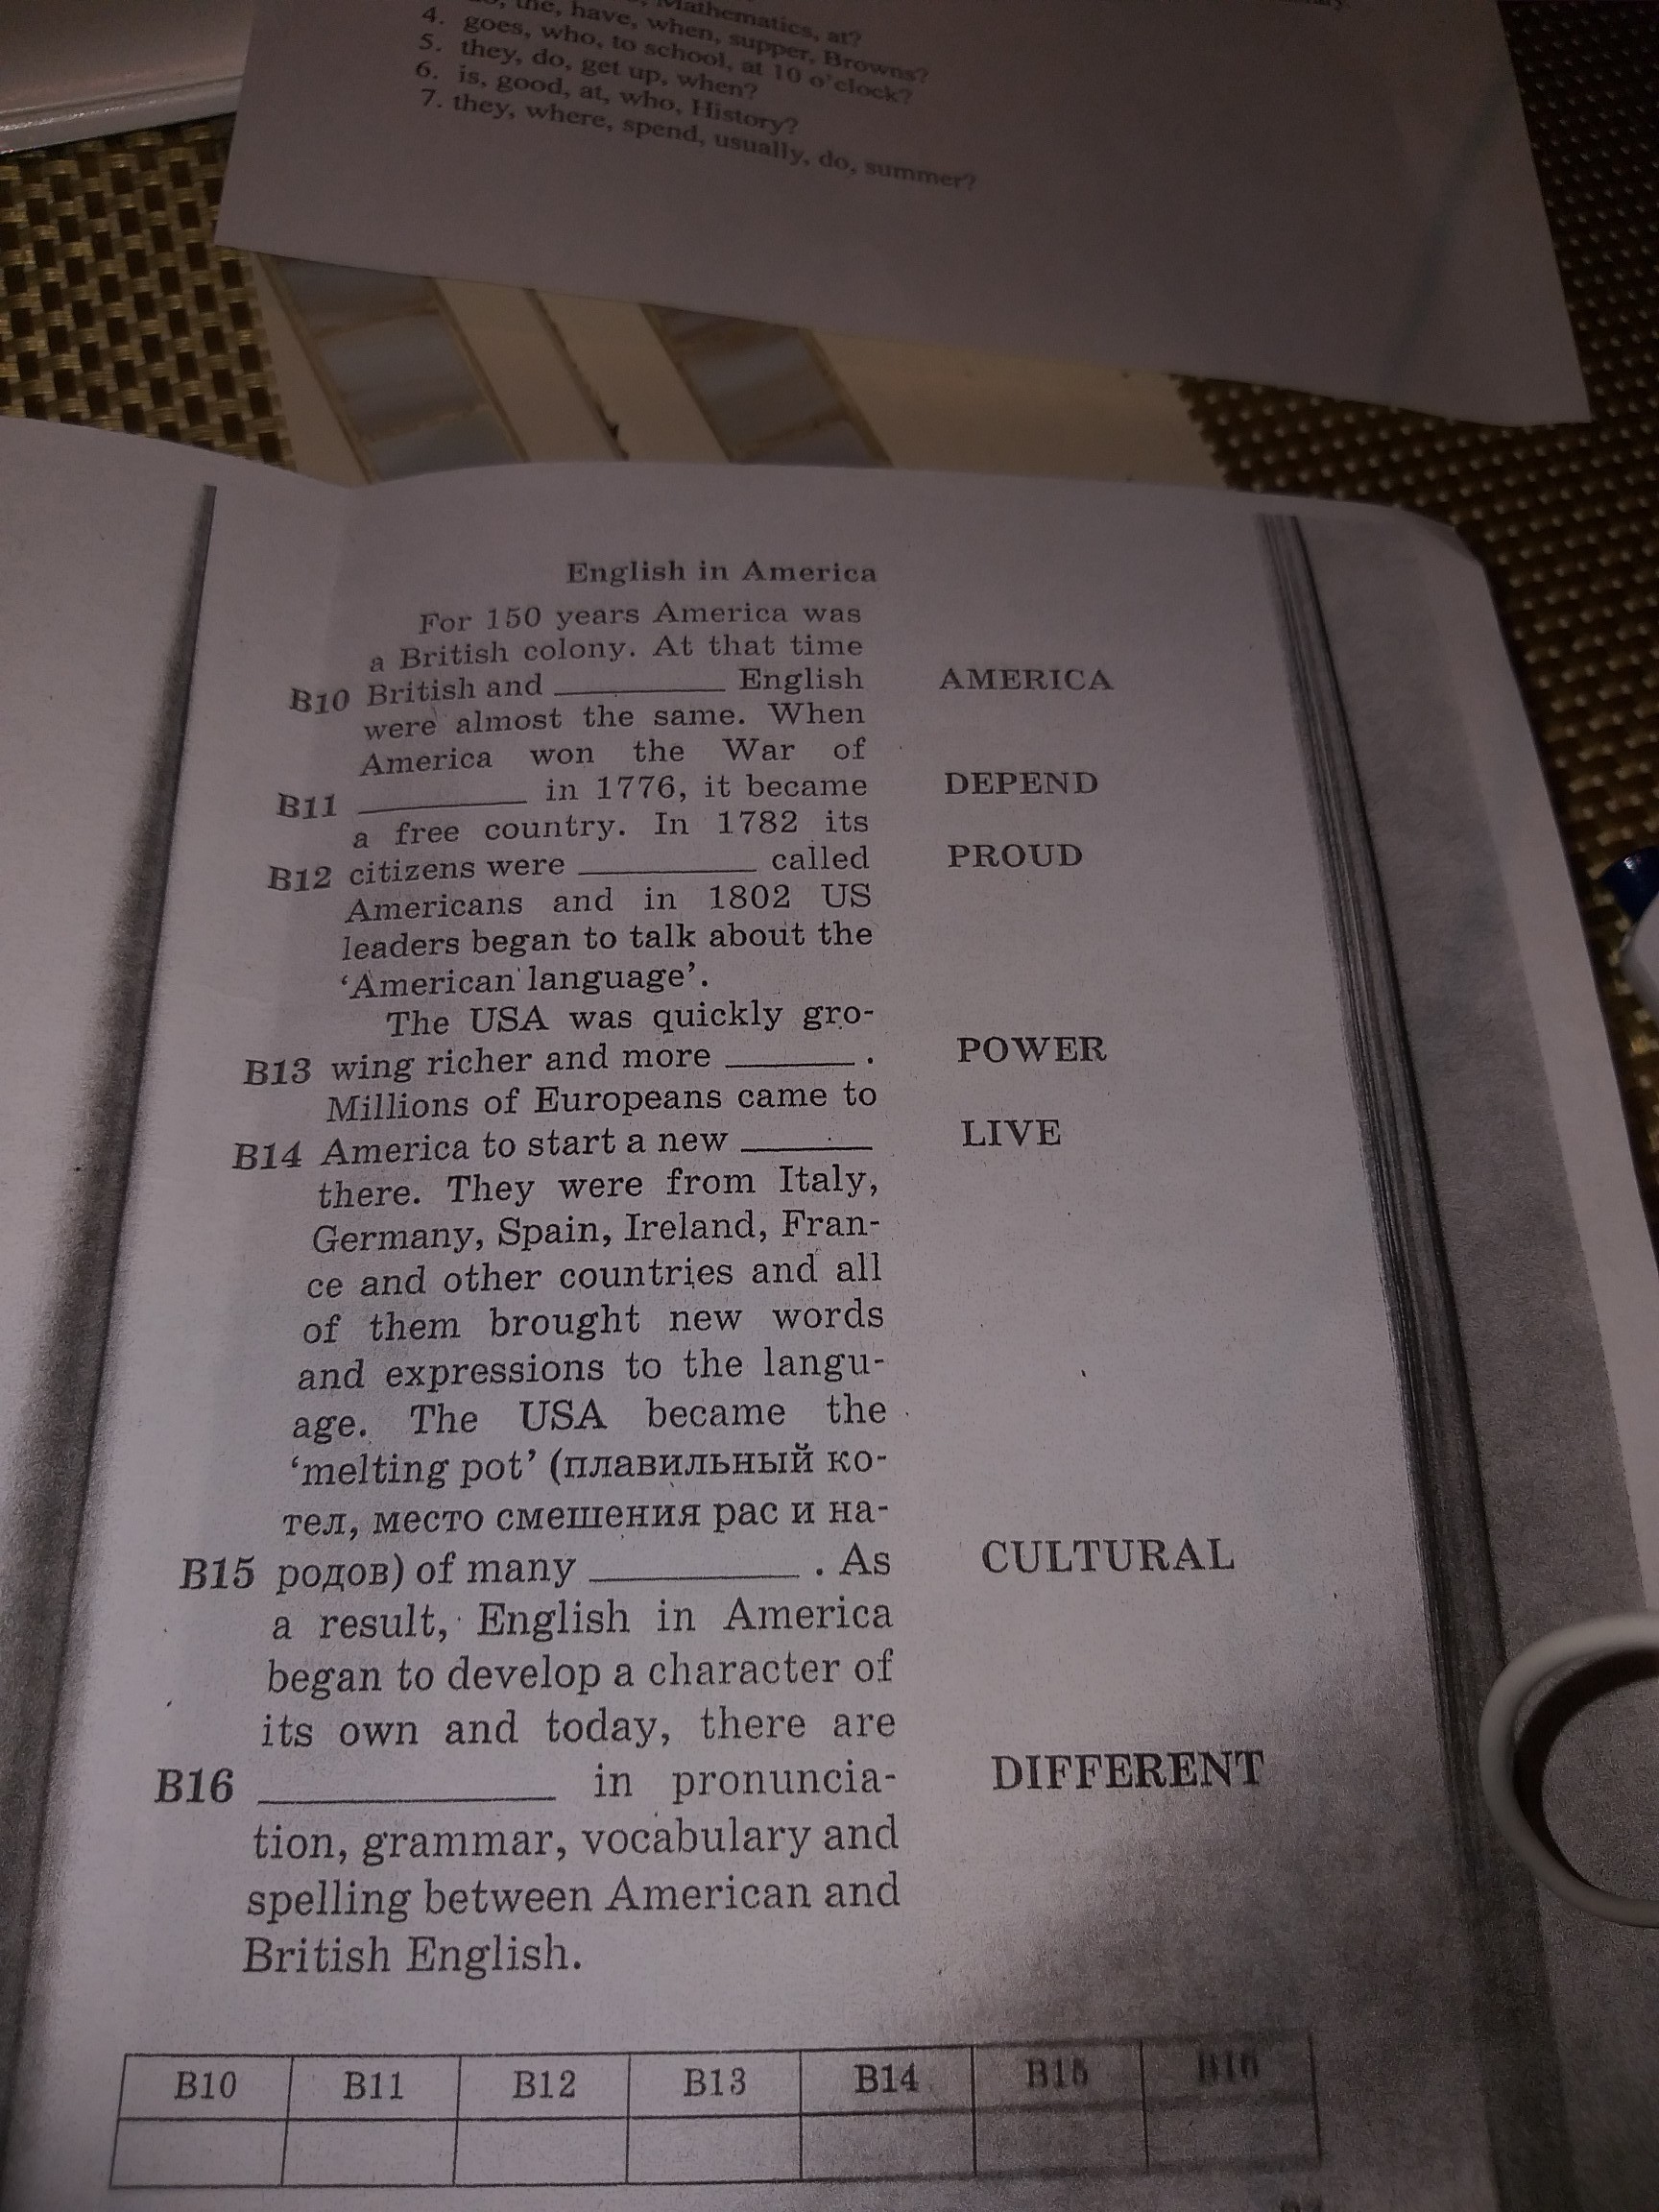 Mathematics, at?
the, have, when, supper, Browns?
4. goes, who, to school, at 10 o'clock?
5. they, do, get up, when?
6. is, good, at, who, History?
7. they, where, spend, usually, do, summer?
English in America
For 150 years America was
a British colony. At that time
B10 British and ________ English AMERICA
were almost the same. When
America won the War of
B11 ________ in 1776, it became DEPEND
a free country. In 1782 its
B12 citizens were ________ called PROUD
Americans and in 1802 US
leaders began to talk about the
'American language'.
The USA was quickly gro-
B13 wing richer and more ______ . POWER
Millions of Europeans came to
B14 America to start a new ______ LIVE
there. They were from Italy,
Germany, Spain, Ireland, Fran-
ce and other countries and all
of them brought new words
and expressions to the langu-
age. The USA became the
'melting pot' (плавильный ко-
тел, место смешения рас и на-
B15 родов) of many ________ . As CULTURAL
a result, English in America
began to develop a character of
its own and today, there are
B16 ________ in pronuncia- DIFFERENT
tion, grammar, vocabulary and
spelling between American and
British English.
B10 B11 B12 B13 B14 B15 B16